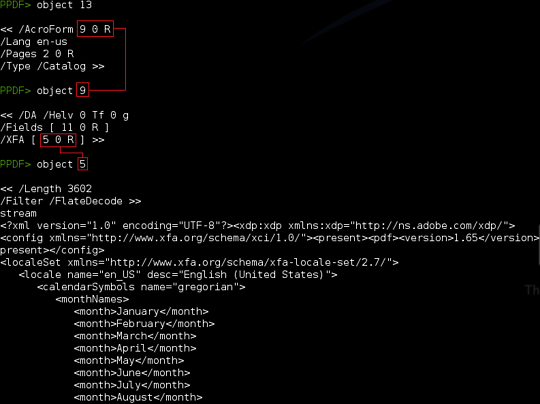 PPDF> object 13
<< /AcroForm 9 0 R
/Lang en-us
/Pages 2 0 R
/Type /Catalog >>
PPDF> object 9
<< /DA /Helv 0 Tf 0 g
/Fields [ 11 0 R ]
/XFA [ 5 0 R ] >>
PPDF> object 5
<< /Length 3602
/Filter /FlateDecode >>
stream
<?xml version="1.0" encoding="UTF-8"?><xdp:xdp xmlns:xdp="http://ns.adobe.com/xdp/">
<config xmlns="http://www.xfa.org/schema/xci/1.0/"><present><pdf><version>1.65</version>
present></config>
<localeSet xmlns="http://www.xfa.org/schema/xfa-locale-set/2.7/">
<locale name="en_US" desc="English (United States)">
<calendarSymbols name="gregorian">
<monthNames>
<month>January</month>
<month>February</month>
<month>March</month>
<month>April</month>
<month>May</month>
<month>June</month>
<month>July</month>
<month>August</month>
Th